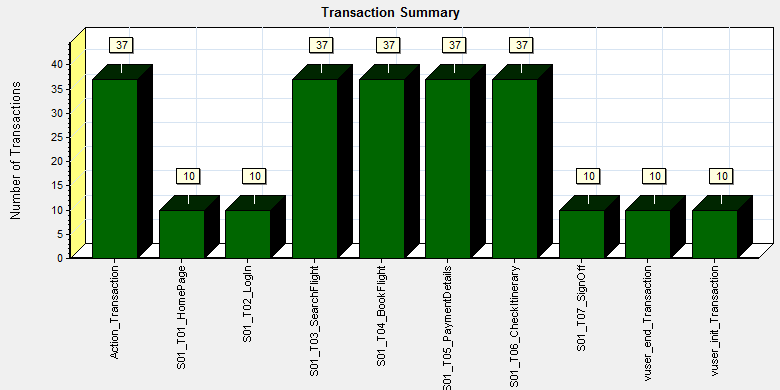 Transaction Summary
Number of Transactions
40
35
30
25
20
15
10
5
0
37
10
10
37
37
37
37
10
10
10
Action_Transaction
S01_T01_HomePage
S01_T02_LogIn
S01_T03_SearchFlight
S01_T04_BookFlight
S01_T05_PaymentDetails
S01_T06_CheckItinerary
S01_T07_SignOff
vuser_end_Transaction
vuser_init_Transaction